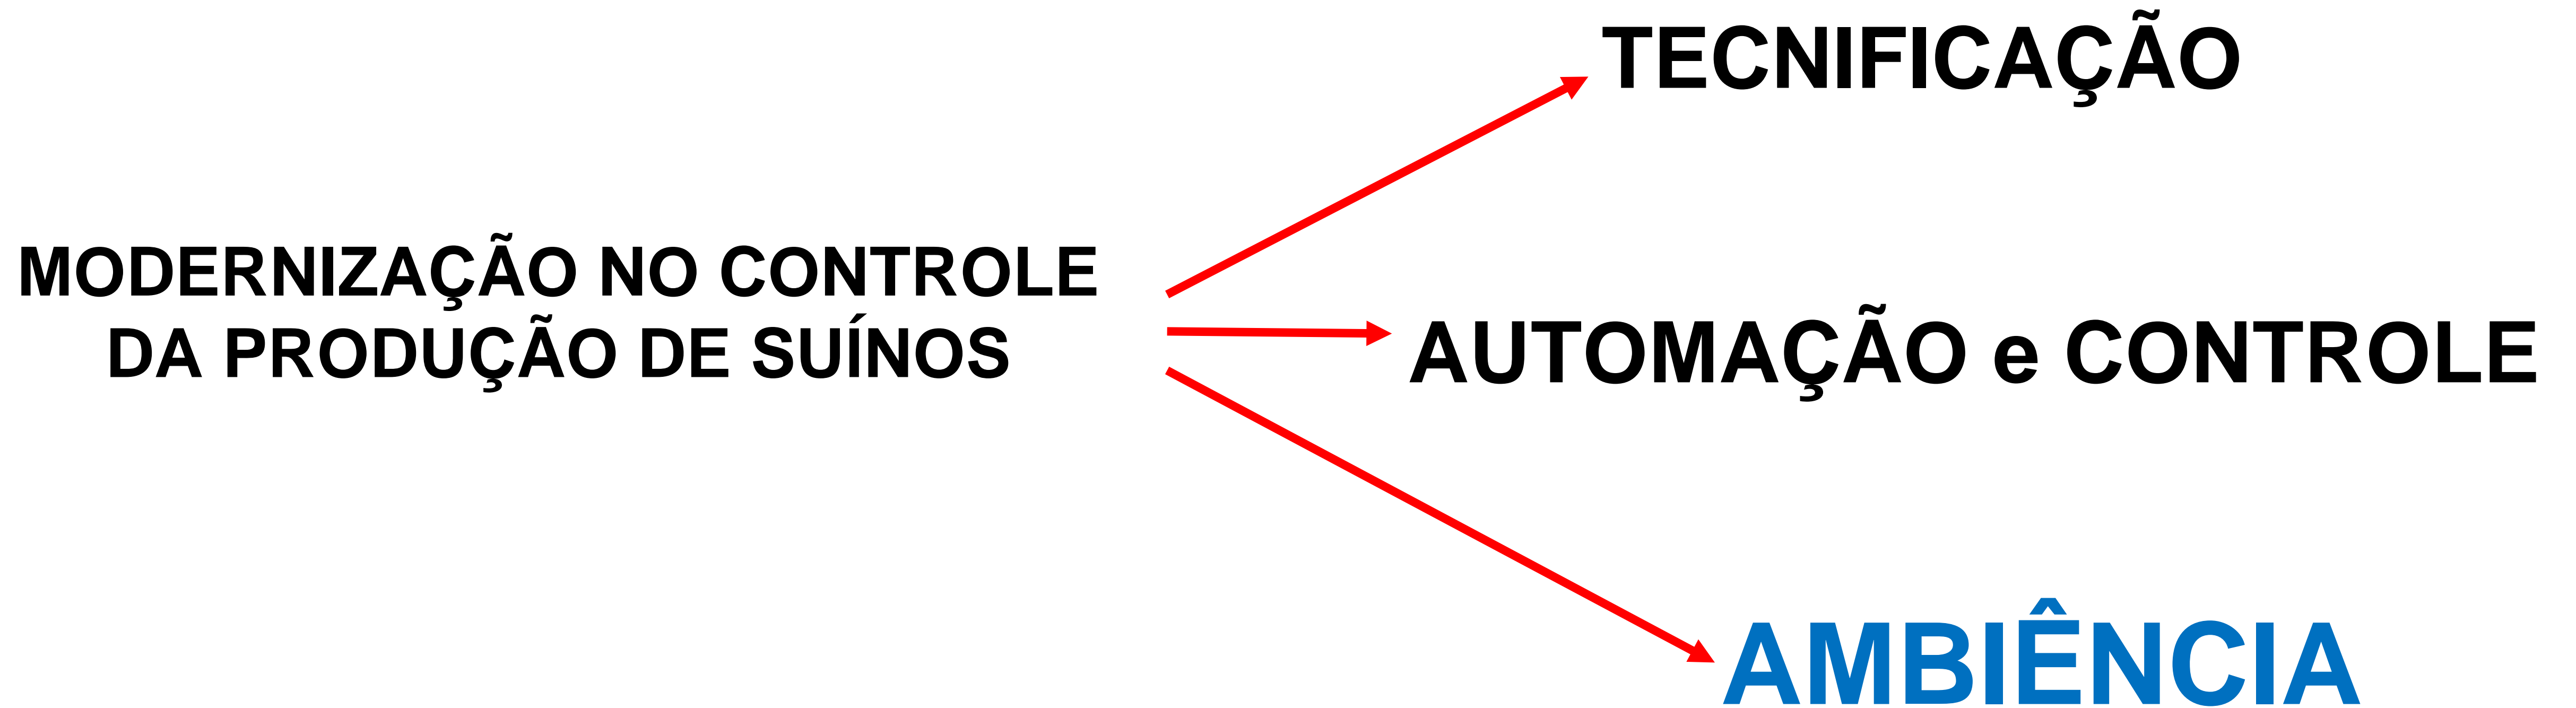 TECNIFICAÇÃO
MODERNIZAÇÃO NO CONTROLE
DA PRODUÇÃO DE SUÍNOS
AUTOMAÇÃO e CONTROLE
AMBIÊNCIA